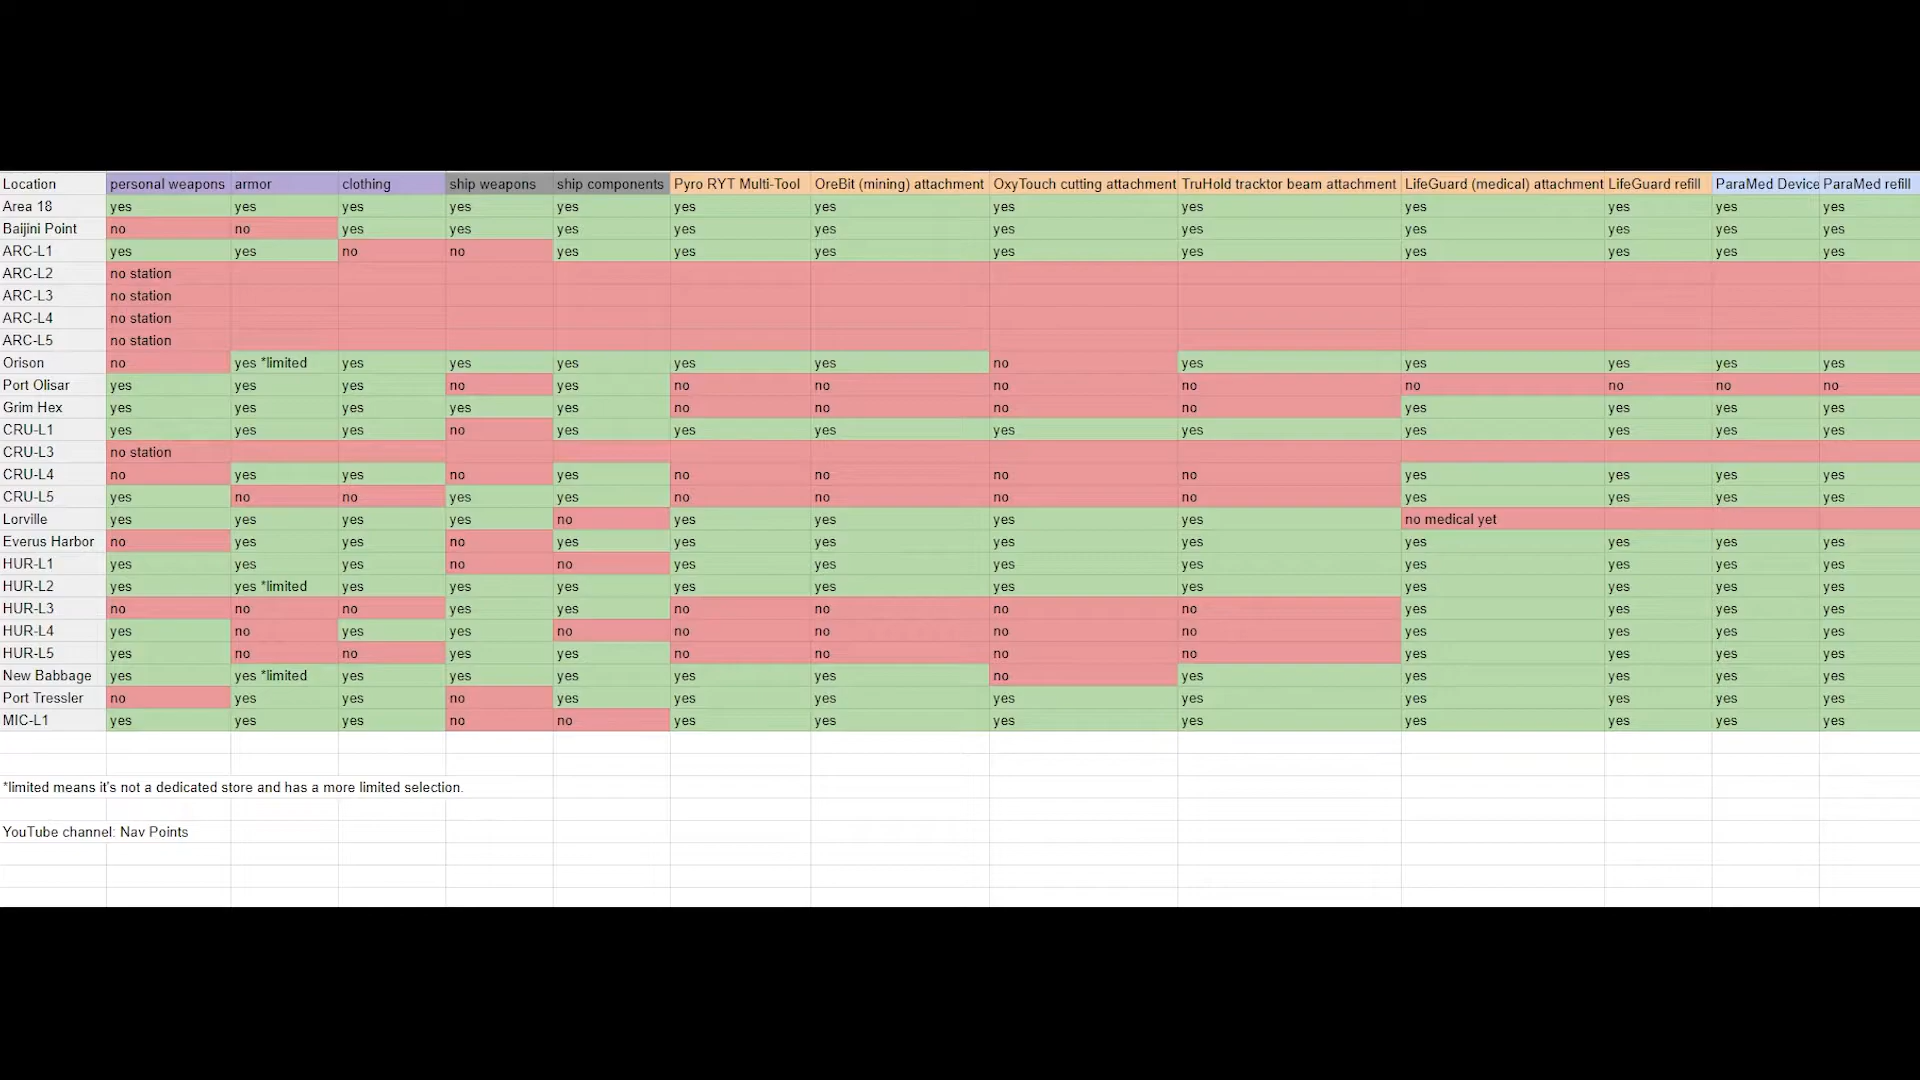 Location personal weapons armor clothing ship weapons ship components Pyro RYT Multi-Tool OreBit (mining) attachment OxyTouch cutting attachment TruHold tracktor beam attachment LifeGuard (medical) attachment LifeGuard refill ParaMed Device ParaMed refill
Area 18 yes yes yes yes yes yes yes yes yes yes yes yes yes
Baijini Point no no yes yes yes yes yes yes yes yes yes yes yes
ARC-L1 yes yes no no yes yes yes yes yes yes yes yes yes
ARC-L2 no station
ARC-L3 no station
ARC-L4 no station
ARC-L5 no station
Orison no yes *limited yes yes yes yes yes no yes yes yes yes yes
Port Olisar yes yes yes no yes no no no no no no no no
Grim Hex yes yes yes yes yes no no no no yes yes yes yes
CRU-L1 yes yes yes no yes yes yes yes yes yes yes yes yes
CRU-L3 no station
CRU-L4 no yes yes no yes no no no no yes yes yes yes
CRU-L5 yes no no yes yes no no no no yes yes yes yes
Lorville yes yes yes yes no yes yes yes yes no medical yet
Everus Harbor no yes yes no yes yes yes yes yes yes yes yes yes
HUR-L1 yes yes yes no no yes yes yes yes yes yes yes yes
HUR-L2 yes yes *limited yes yes yes yes yes yes yes yes yes yes yes
HUR-L3 no no no yes yes no no no no yes yes yes yes
HUR-L4 yes no yes yes no no no no no yes yes yes yes
HUR-L5 yes no no yes yes no no no no yes yes yes yes
New Babbage yes yes *limited yes yes yes yes yes no yes yes yes yes yes
Port Tressler no yes yes no yes yes yes yes yes yes yes yes yes
MIC-L1 yes yes yes no no yes yes yes yes yes yes yes yes
*limited means it's not a dedicated store and has a more limited selection.
YouTube channel: Nav Points